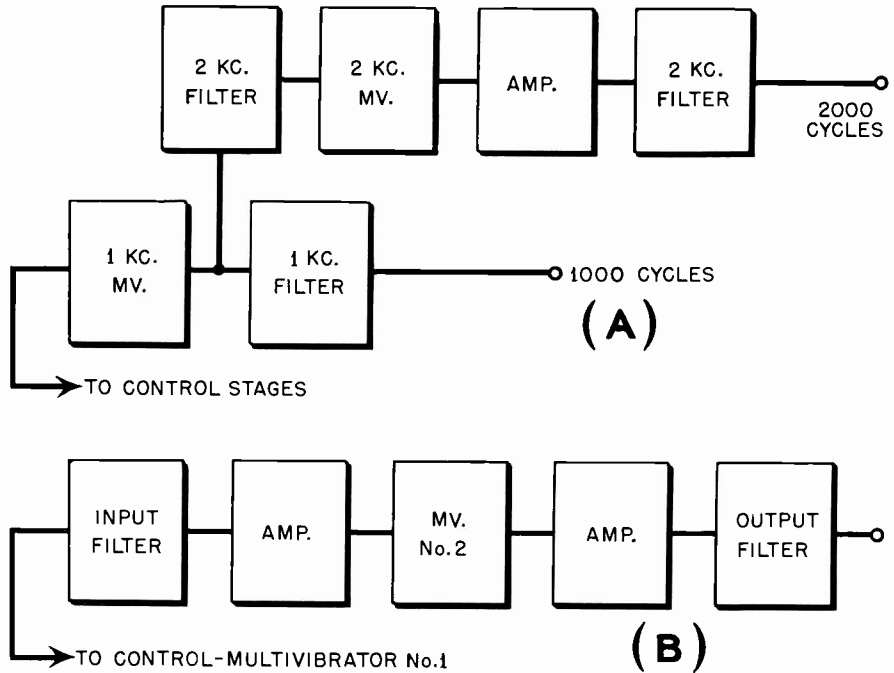 2 KC.
FILTER
2 KC.
MV.
AMP.
2 KC.
FILTER
2000
CYCLES
1 KC.
MV.
1 KC.
FILTER
1000 CYCLES
(A)
TO CONTROL STAGES
INPUT
FILTER
AMP.
MV.
No.2
AMP.
OUTPUT
FILTER
TO CONTROL-MULTIVIBRATOR No.1
(B)